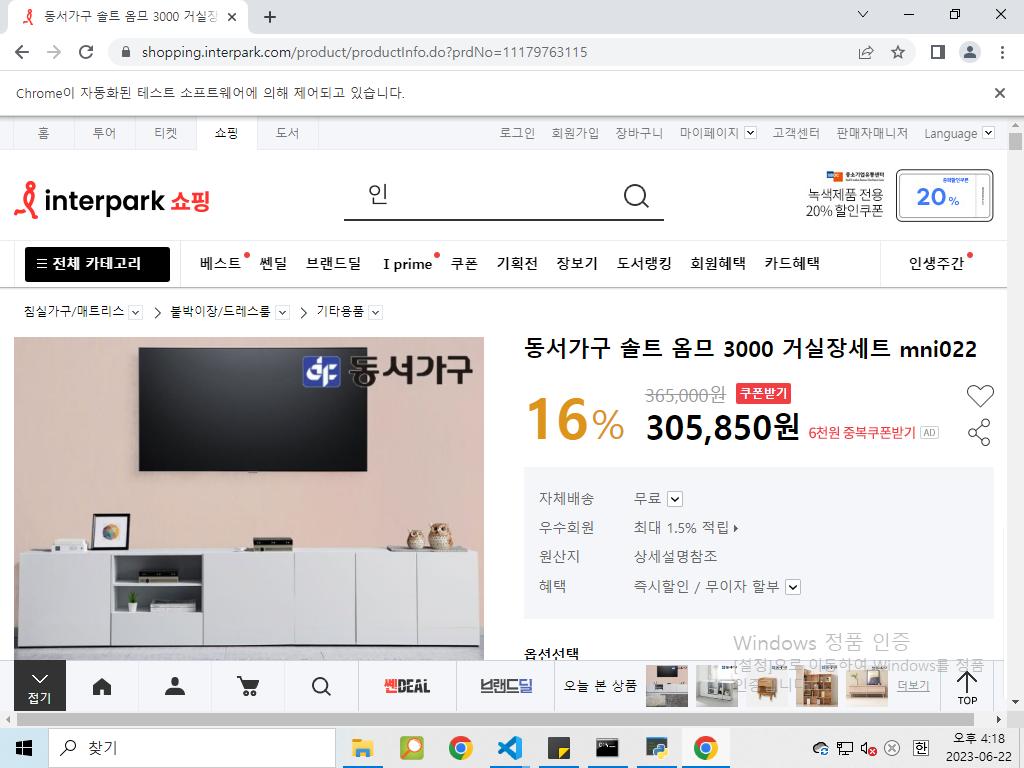 동서가구 솔트 옴므 3000 거실장
shopping.interpark.com/product/productInfo.do?prdNo=11179763115
Chrome이 자동화된 테스트 소프트웨어에 의해 제어되고 있습니다.
홈 투어 티켓 쇼핑 도서 로그인 회원가입 장바구니 마이페이지 고객센터 판매자매니저 Language
interpark 쇼핑
인
중소기업유통센터
녹색제품 전용
20% 할인쿠폰
중복할인쿠폰
20%
전체 카테고리 베스트 쎈딜 브랜드딜 I prime 쿠폰 기획전 장보기 도서랭킹 회원혜택 카드혜택 인생주간
침실가구/매트리스 붙박이장/드레스룸 기타용품
동서가구
동서가구 솔트 옴므 3000 거실장세트 mni022
16%
365,000원 쿠폰받기
305,850원 6천원 중복쿠폰받기 AD
자체배송 무료
우수회원 최대 1.5% 적립
원산지 상세설명참조
혜택 즉시할인 / 무이자 할부
옵션선택
Windows 정품 인증
[설정]으로 이동하여 Windows를 정품
인증합니다.
접기
쎈DEAL
브랜드딜
오늘 본 상품
더보기
TOP
찾기
한
오후 4:18
2023-06-22